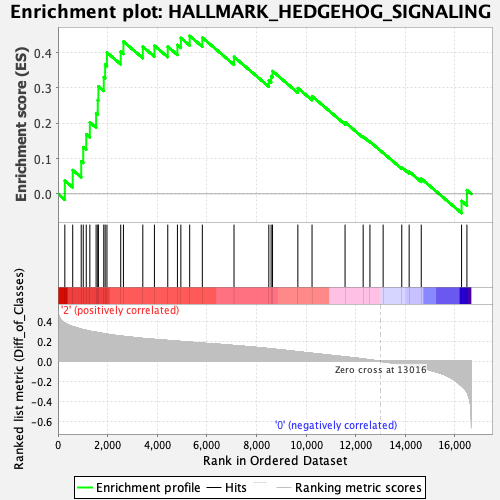 Enrichment plot: HALLMARK_HEDGEHOG_SIGNALING
Enrichment score (ES)
0.4
0.3
0.2
0.1
0.0
'2' (positively correlated)
Ranked list metric (Diff_of_Classes)
0.4
0.2
0.0
-0.2
-0.4
-0.6
Zero cross at 13016
'0' (negatively correlated)
0 2,000 4,000 6,000 8,000 10,000 12,000 14,000 16,000
Rank in Ordered Dataset
Enrichment profile Hits Ranking metric scores